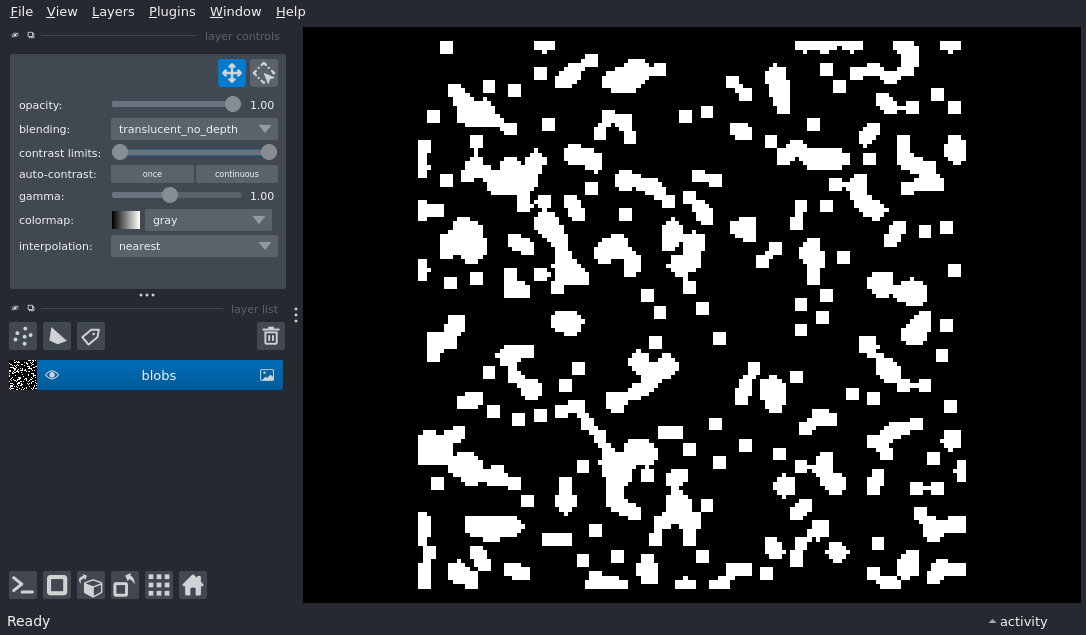 File View Layers Plugins Window Help
layer controls
opacity: 1.00
blending: translucent_no_depth
contrast limits:
auto-contrast: once continuous
gamma: 1.00
colormap: gray
interpolation: nearest
layer list
blobs
Ready activity